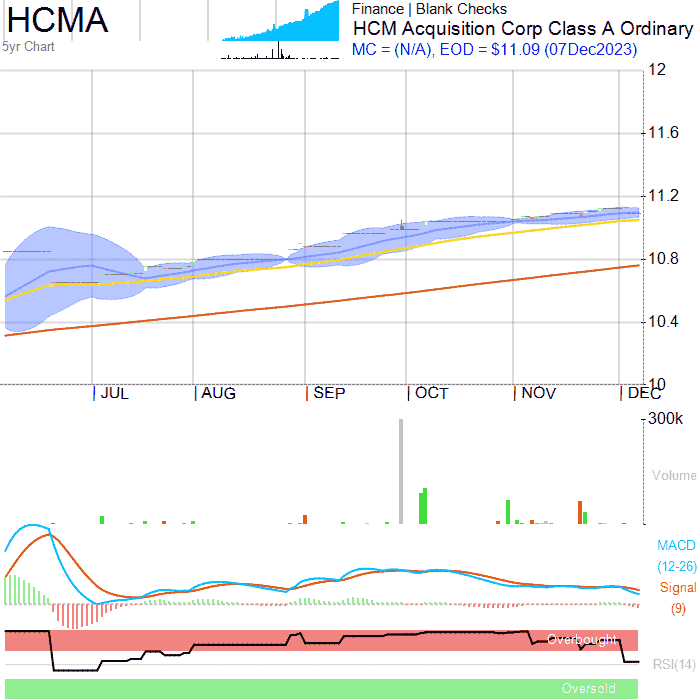 HCMA
5yr Chart
Finance | Blank Checks
HCM Acquisition Corp Class A Ordinary
MC = (N/A), EOD = $11.09 (07Dec2023)
12
11.6
11.2
10.8
10.4
10
JUL
AUG
SEP
OCT
NOV
DEC
300k
Volume
MACD
(12-26)
Signal
(9)
Overbought
RSI(14)
Oversold